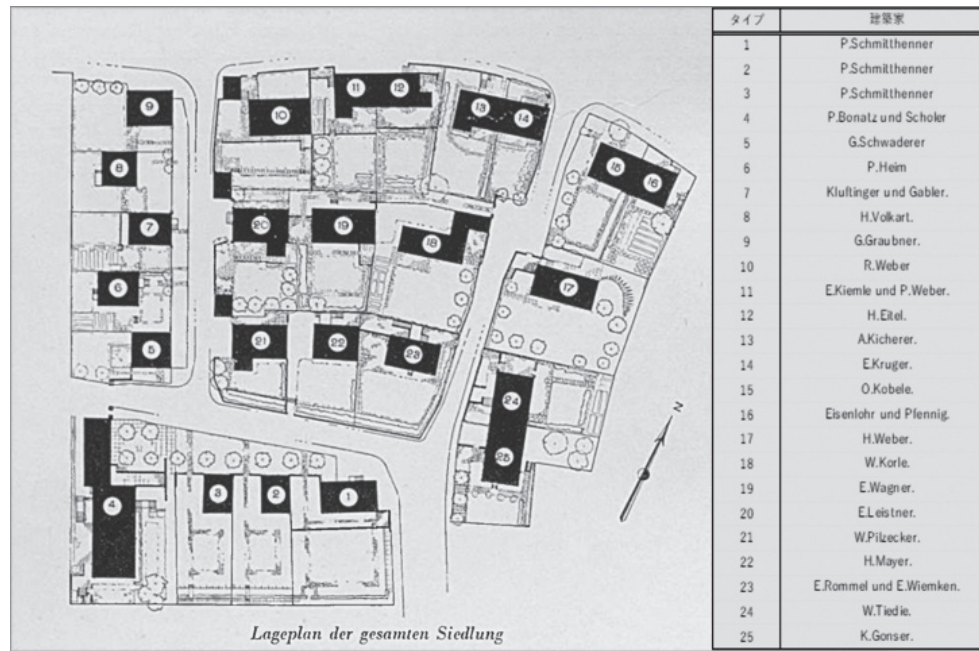 9
8
7
6
5
10
11
12
13
14
15
16
20
19
18
17
21
22
23
24
25
N
4
3
2
1
Lageplan der gesamten Siedlung
タイプ 建築家
1 P.Schmitthenner
2 P.Schmitthenner
3 P.Schmitthenner
4 P.Bonatz und Scholer
5 G.Schwaderer
6 P.Heim
7 Kluftinger und Gabler.
8 H.Volkart.
9 G.Graubner.
10 R.Weber
11 E.Kiemle und P.Weber.
12 H.Eitel.
13 A.Kicherer.
14 E.Kruger.
15 O.Kobele.
16 Eisenlohr und Pfennig.
17 H.Weber.
18 W.Korle.
19 E.Wagner.
20 E.Leistner.
21 W.Pilzecker.
22 H.Mayer.
23 E.Rommel und E.Wiemken.
24 W.Tiedie.
25 K.Gonser.